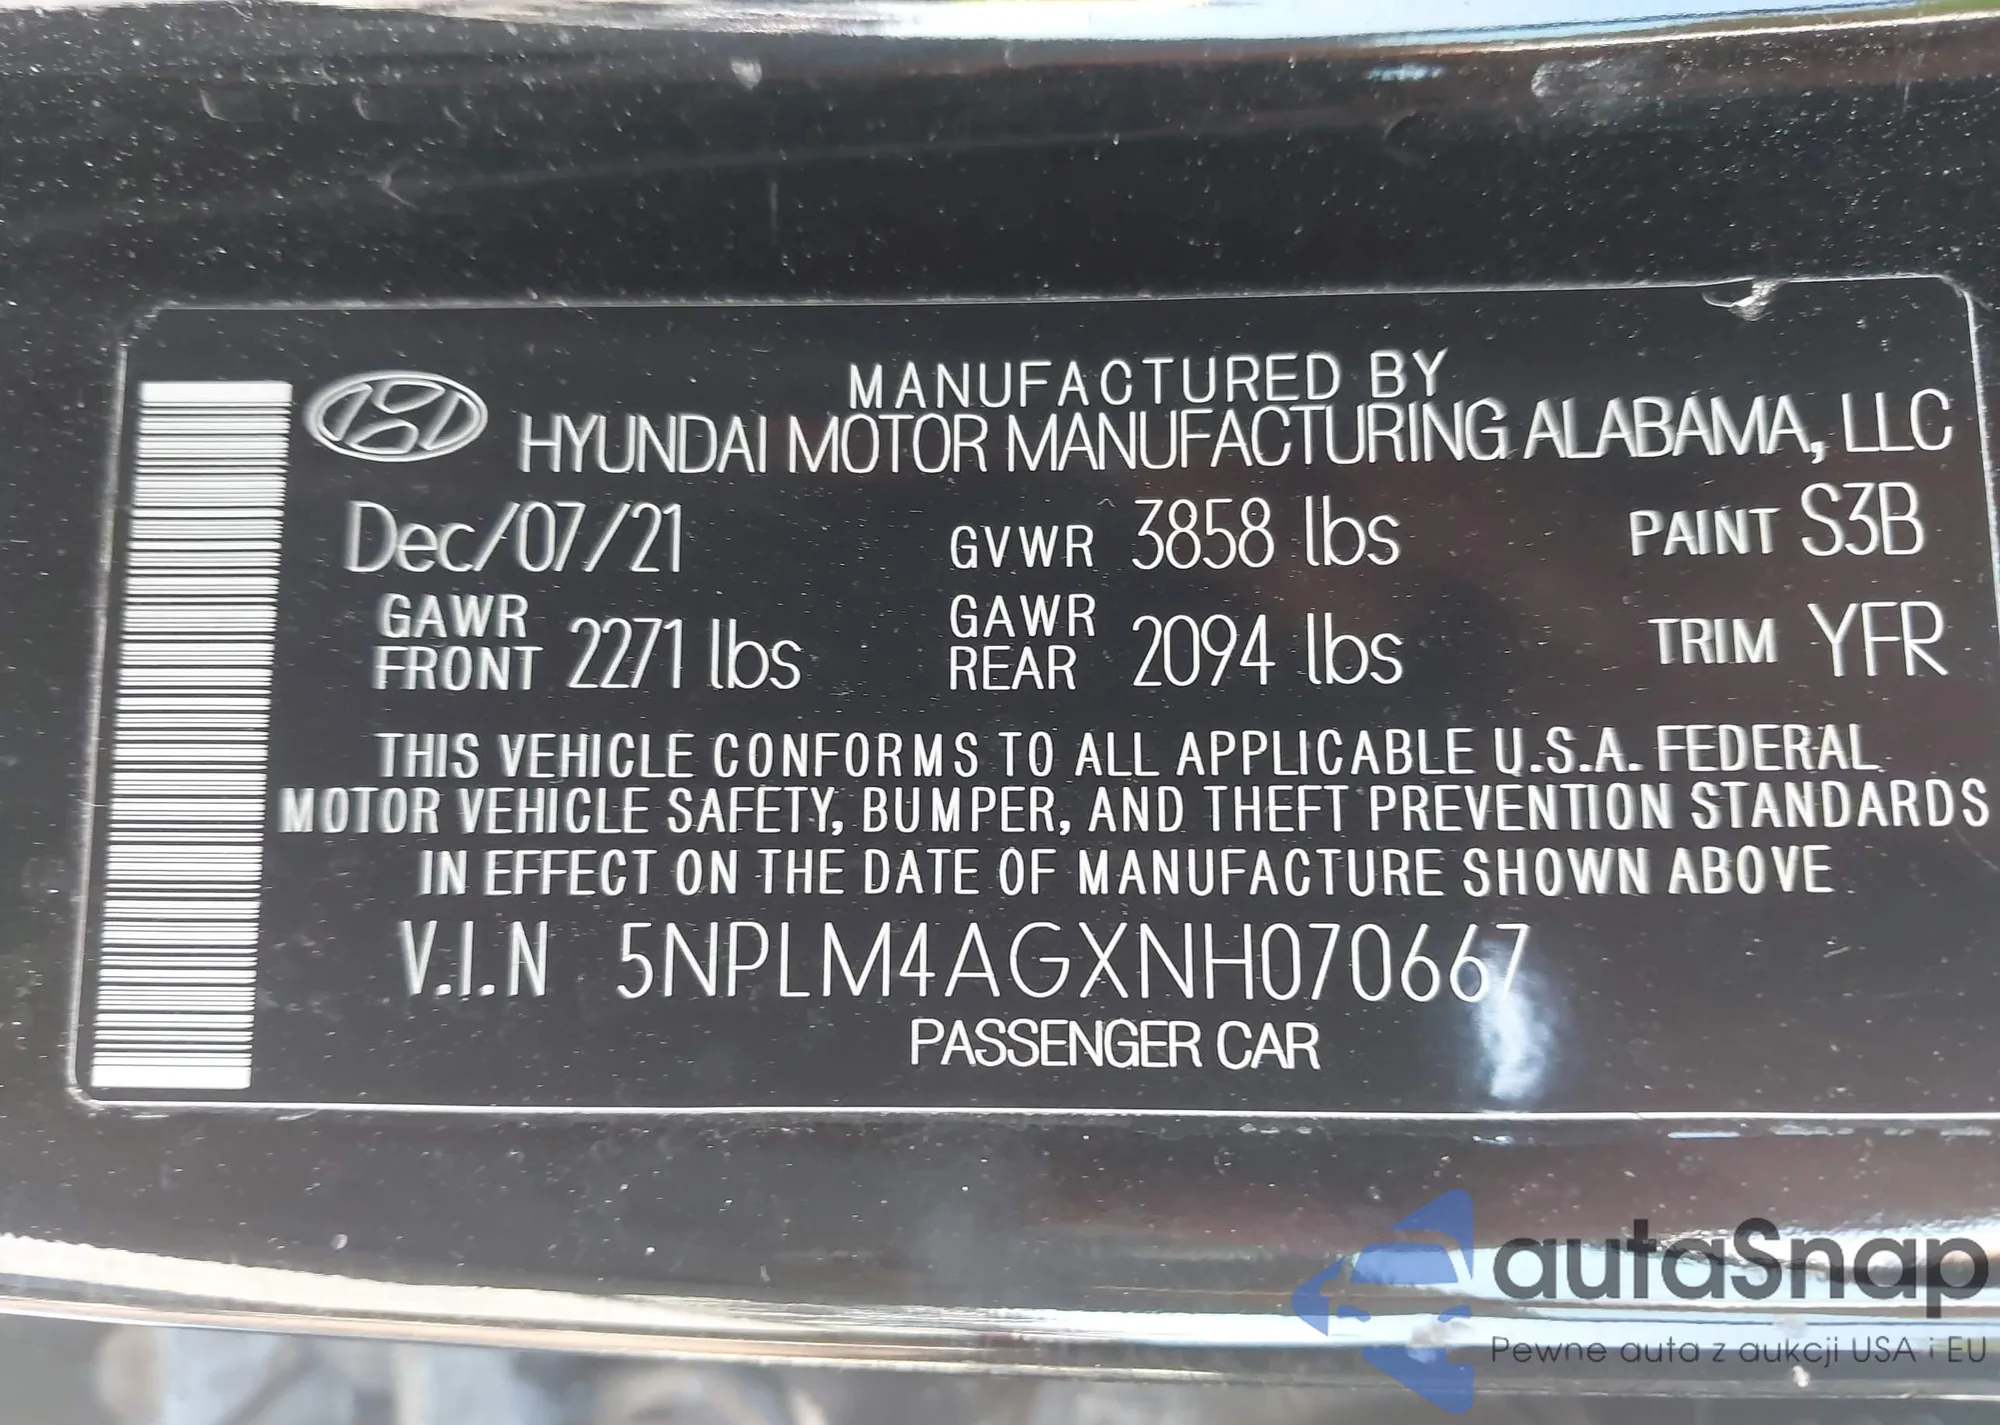 MANUFACTURED BY
HYUNDAI MOTOR MANUFACTURING ALABAMA, LLC
Dec/07/21 GVWR 3858 lbs PAINT S3B
GAWR FRONT 2271 lbs GAWR REAR 2094 lbs TRIM YFR
THIS VEHICLE CONFORMS TO ALL APPLICABLE U.S.A. FEDERAL
MOTOR VEHICLE SAFETY, BUMPER, AND THEFT PREVENTION STANDARDS
IN EFFECT ON THE DATE OF MANUFACTURE SHOWN ABOVE
V.I.N 5NPLM4AGXNH070667
PASSENGER CAR
autaSnap
Pewne auta z aukcji USA i EU